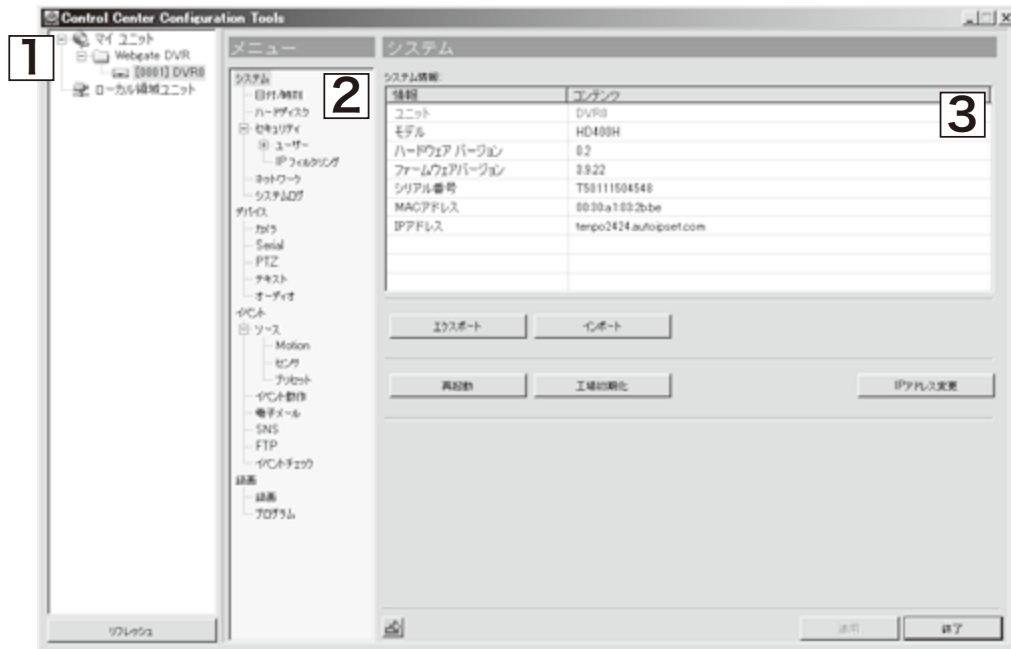 Control Center Configuration Tools
1
マイ ユニット
Webgate DVR
[0001] DVR0
ローカル領域ユニット
リフレッシュ
メニュー
2
システム
日付/時刻
ハードディスク
セキュリティ
ユーザー
IP フィルタリング
ネットワーク
システムログ
デバイス
カメラ
Serial
PTZ
テキスト
オーディオ
イベント
ソース
Motion
センサ
プリセット
イベント動作
電子メール
SNS
FTP
イベントチェック
録画
録画
プログラム
システム
システム情報:
3
情報 コンテンツ
ユニット DVR0
モデル HD400H
ハードウェア バージョン 0.2
ファームウェアバージョン 3.9.22
シリアル番号 T50111504548
MACアドレス 00:30:a1:03:2b:be
IPアドレス tenpo2424.autoipset.com
エクスポート インポート
再起動 工場初期化 IPアドレス変更
適用 終了